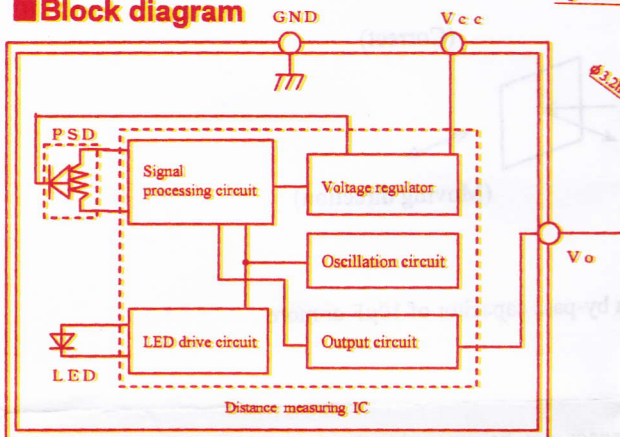 ■Block diagram
GND
Vcc
PSD
Signal
processing circuit
Voltage regulator
Oscillation circuit
Vo
LED drive circuit
Output circuit
LED
Distance measuring IC